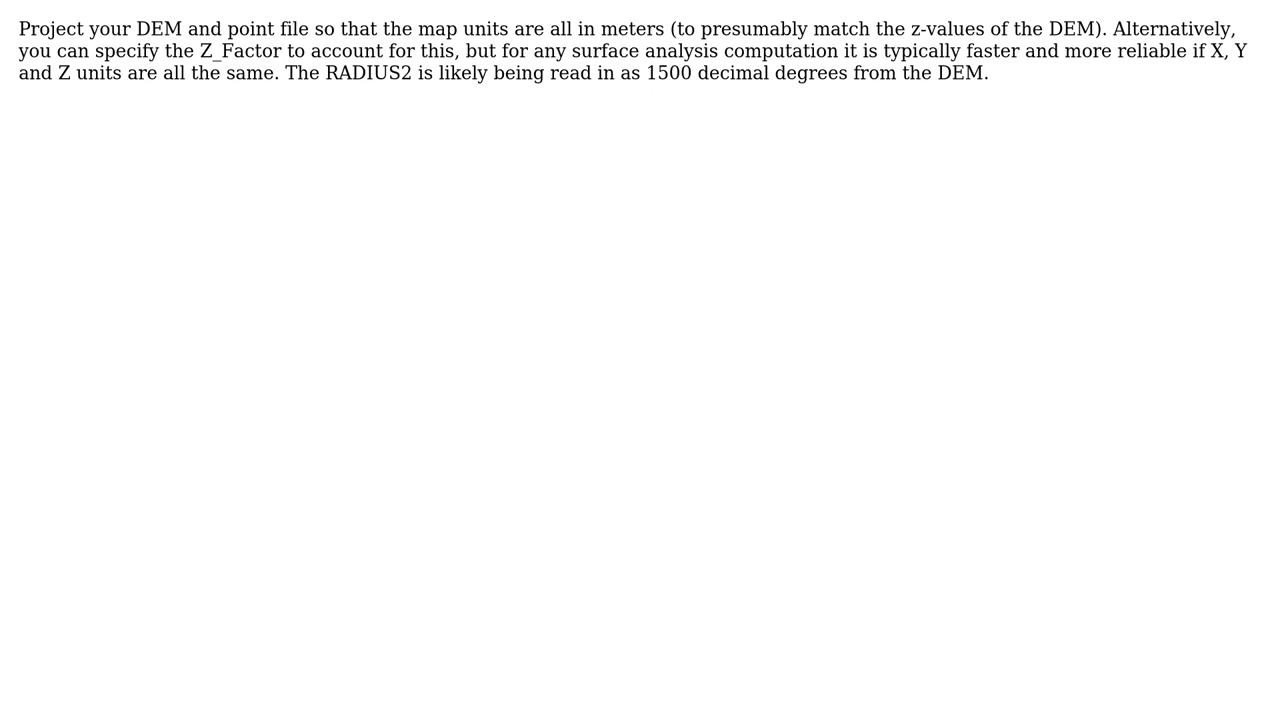 Project your DEM and point file so that the map units are all in meters (to presumably match the z-values of the DEM). Alternatively,
you can specify the Z_Factor to account for this, but for any surface analysis computation it is typically faster and more reliable if X, Y
and Z units are all the same. The RADIUS2 is likely being read in as 1500 decimal degrees from the DEM.